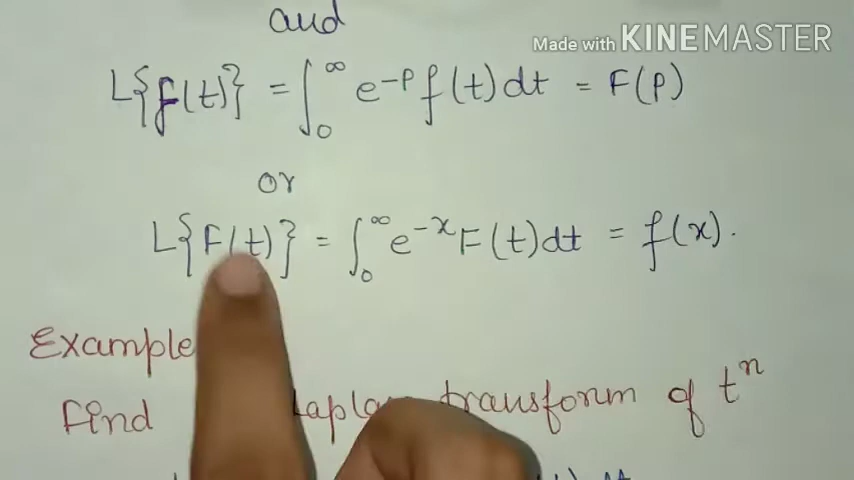 and
Made with KINEMASTER
L{f(t)} = ∫₀^∞ e^-p f(t)dt = F(p)
or
L{F(t)} = ∫₀^∞ e^-x F(t)dt = f(x).
Example
Find transform of t^n